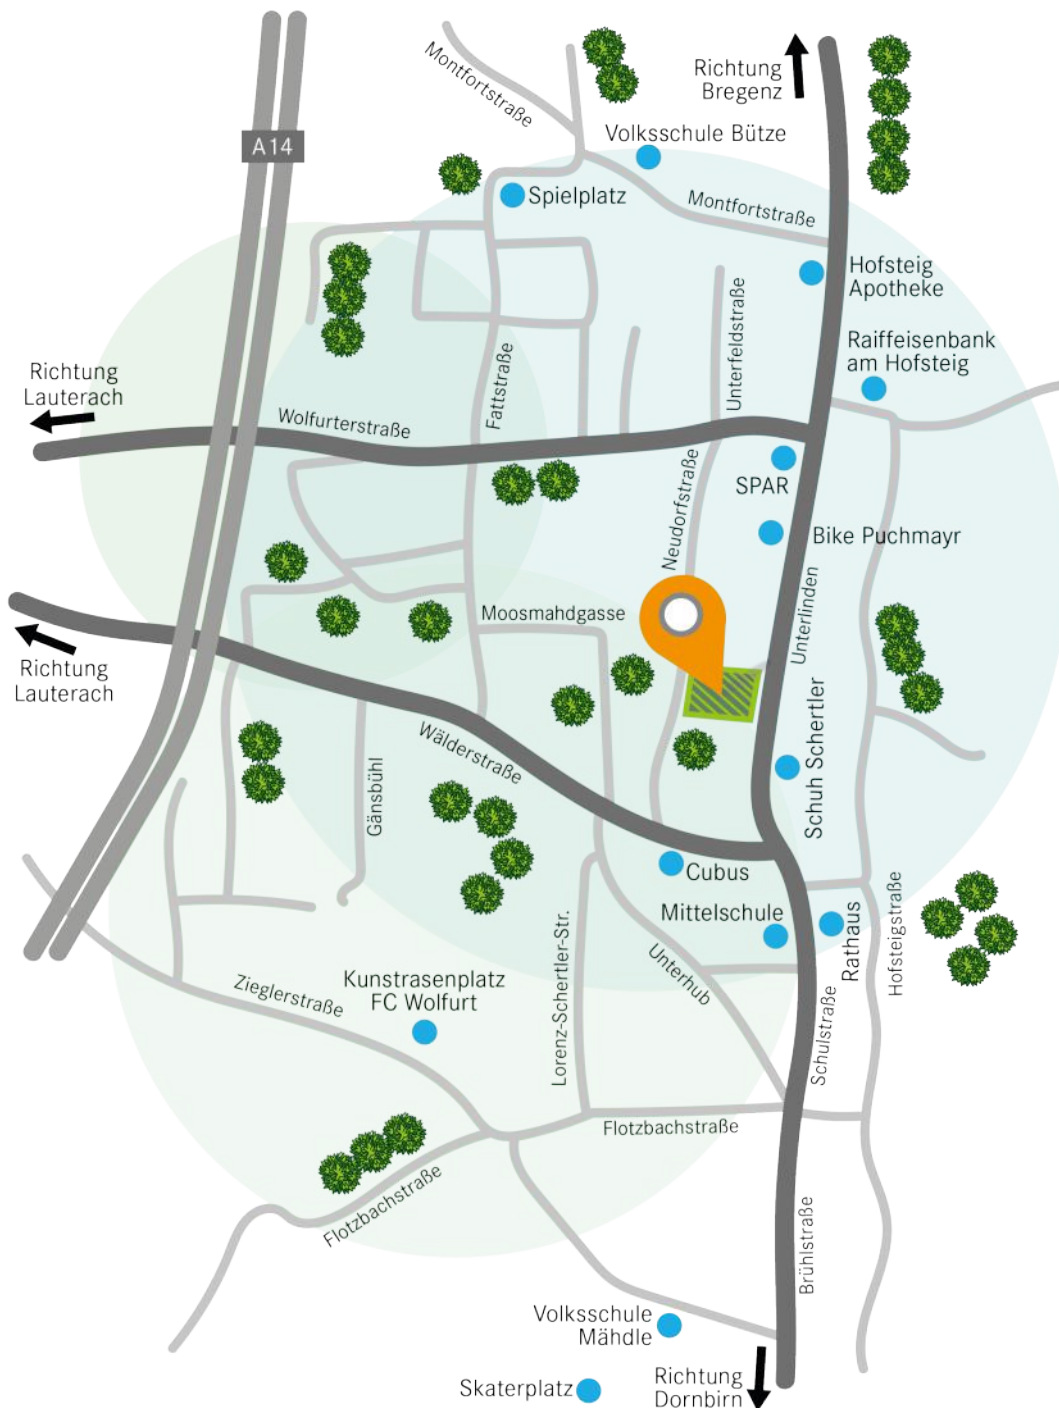 Montfortstraße
Richtung
Bregenz
A14
Volksschule Bütze
Spielplatz
Montfortstraße
Hofsteig
Apotheke
Unterfeldstraße
Raiffeisenbank
am Hofsteig
Richtung
Lauterach
Fattstraße
Wolfurterstraße
SPAR
Neudorfstraße
Bike Puchmayr
Moosmahdgasse
Unterlinden
Richtung
Lauterach
Schuh Schertler
Wälderstraße
Gänsbühl
Cubus
Mittelschule
Rathaus
Hofsteigstraße
Lorenz-Schertler-Str.
Unterhub
Kunstrasenplatz
FC Wolfurt
Zieglerstraße
Schulstraße
Flotzbachstraße
Flotzbachstraße
Brühlstraße
Volksschule
Mähdle
Richtung
Dornbirn
Skaterplatz